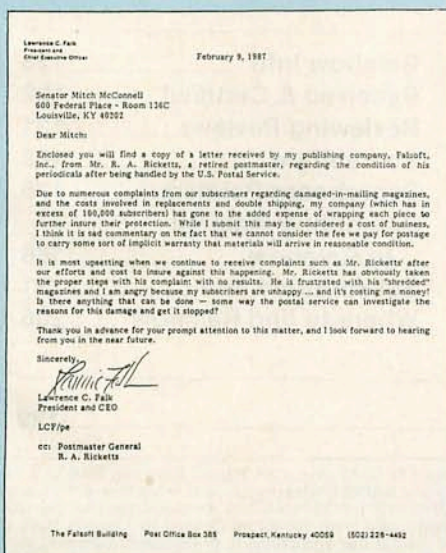 Lawrence C. Falk
President and
Chief Executive Officer
February 9, 1987
Senator Mitch McConnell
600 Federal Place - Room 136C
Louisville, KY 40202
Dear Mitch:
Enclosed you will find a copy of a letter received by my publishing company, Falsoft,
Inc., from Mr. R. A. Ricketts, a retired postmaster, regarding the condition of his
periodicals after being handled by the U.S. Postal Service.
Due to numerous complaints from our subscribers regarding damaged-in-mailing magazines,
and the costs involved in replacements and double shipping, my company (which has in
excess of 100,000 subscribers) has gone to the added expense of wrapping each piece to
further insure their protection. While I submit this may be considered a cost of business,
I think it is sad commentary on the fact that we cannot consider the fee we pay for postage
to carry some sort of implicit warranty that materials will arrive in reasonable condition.
It is most upsetting when we continue to receive complaints such as Mr. Ricketts' after
our efforts and cost to insure against this happening. Mr. Ricketts has obviously taken
the proper steps with his complaint with no results. He is frustrated with his "shredded"
magazines and I am angry because my subscribers are unhappy ... and it's costing me money!
Is there anything that can be done — some way the postal service can investigate the
reasons for this damage and get it stopped?
Thank you in advance for your prompt attention to this matter, and I look forward to hearing
from you in the near future.
Sincerely,
Lawrence C. Falk
President and CEO
LCF/pe
cc: Postmaster General
R. A. Ricketts
The Falsoft Building Post Office Box 385 Prospect, Kentucky 40059 (502) 228-4492